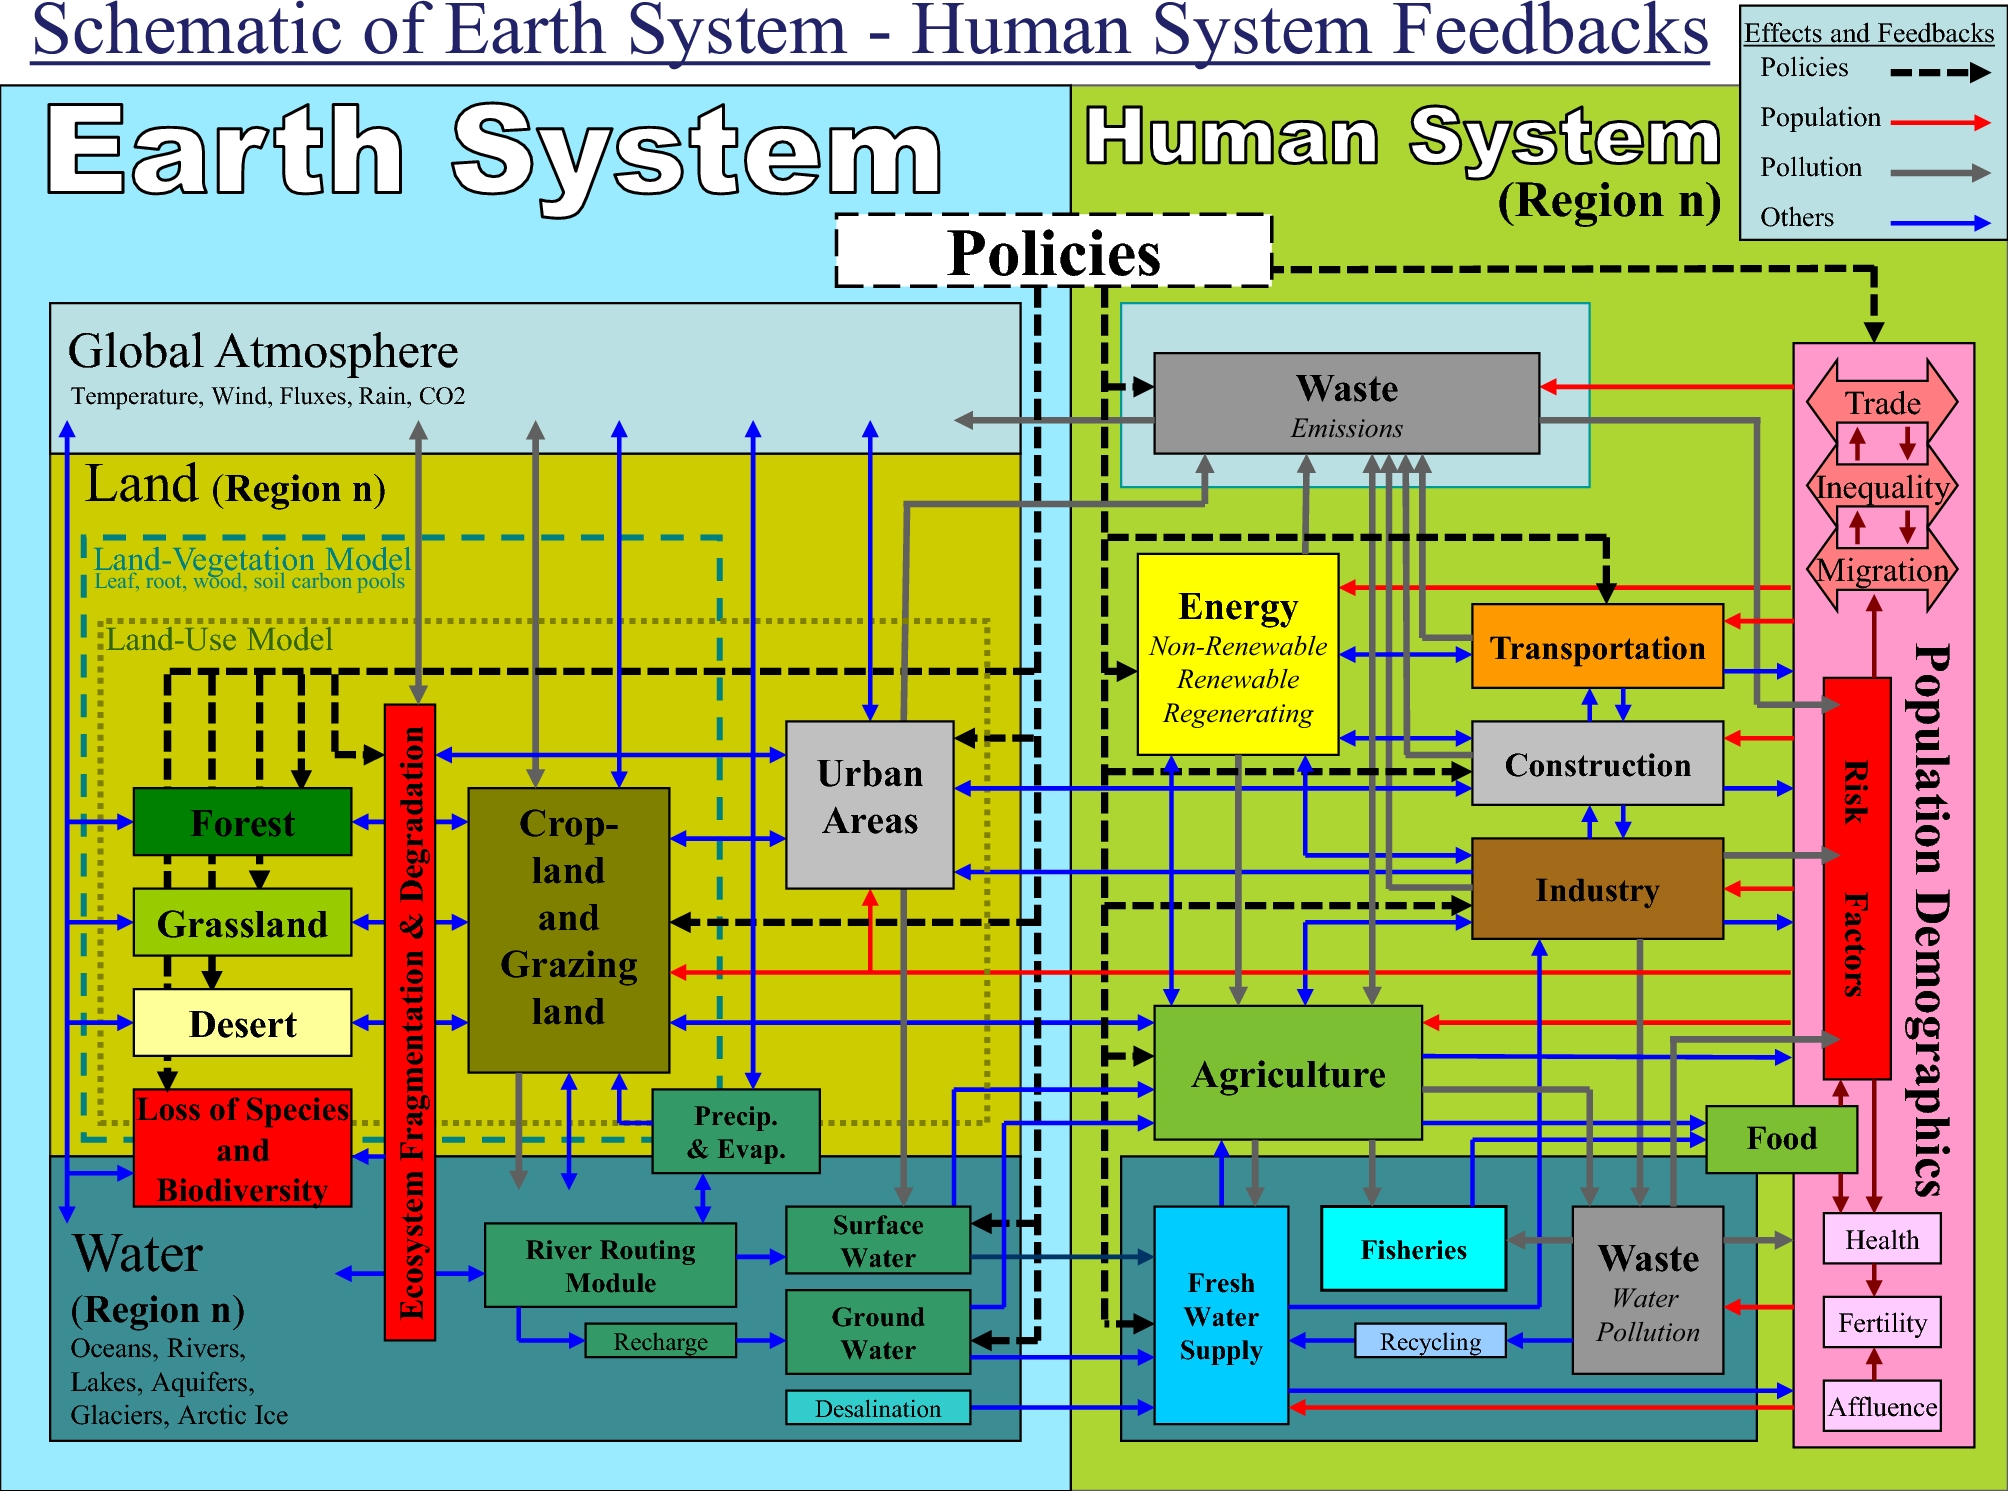 Schematic of Earth System - Human System Feedbacks
Effects and Feedbacks
Policies
Population
Pollution
Others
Earth System
Human System
(Region n)
Policies
Global Atmosphere
Temperature, Wind, Fluxes, Rain, CO2
Land (Region n)
Land-Vegetation Model
Leaf, root, wood, soil carbon pools
Land-Use Model
Forest
Grassland
Desert
Loss of Species
and
Biodiversity
Ecosystem Fragmentation & Degradation
Crop-
land
and
Grazing
land
Urban
Areas
Precip.
& Evap.
Water
(Region n)
Oceans, Rivers,
Lakes, Aquifers,
Glaciers, Arctic Ice
River Routing
Module
Recharge
Surface
Water
Ground
Water
Desalination
Waste
Emissions
Energy
Non-Renewable
Renewable
Regenerating
Transportation
Construction
Industry
Agriculture
Fresh
Water
Supply
Fisheries
Recycling
Waste
Water
Pollution
Food
Trade
Inequality
Migration
Population Demographics
Risk Factors
Health
Fertility
Affluence